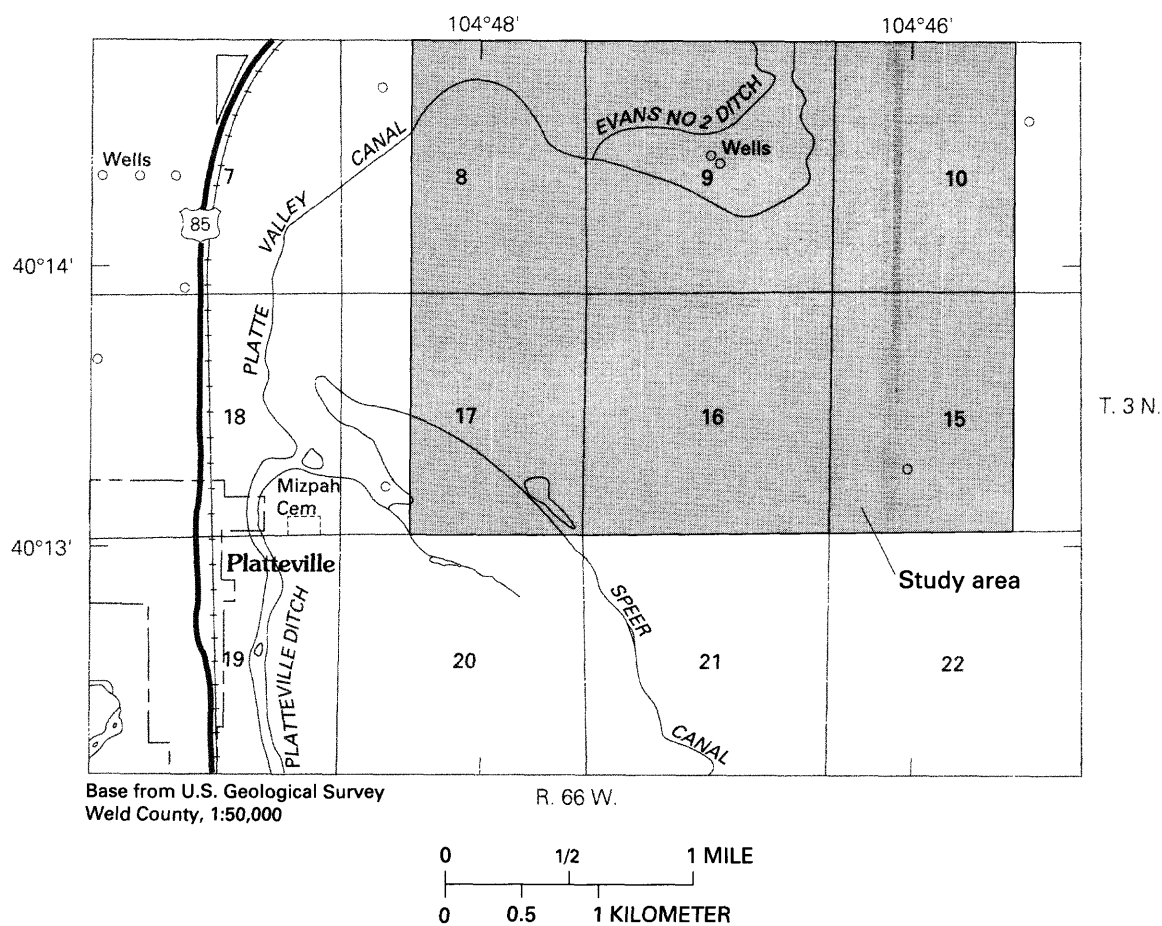 104°48'
104°46'
EVANS NO 2 DITCH
Wells
Wells
CANAL
7
8
9
10
VALLEY
85
40°14'
PLATTE
18
17
16
15
T. 3 N.
Mizpah
Cem
40°13'
Platteville
Study area
SPEER
PLATTEVILLE DITCH
19
20
21
22
CANAL
Base from U.S. Geological Survey
Weld County, 1:50,000
R. 66 W.
0 1/2 1 MILE
0 0.5 1 KILOMETER